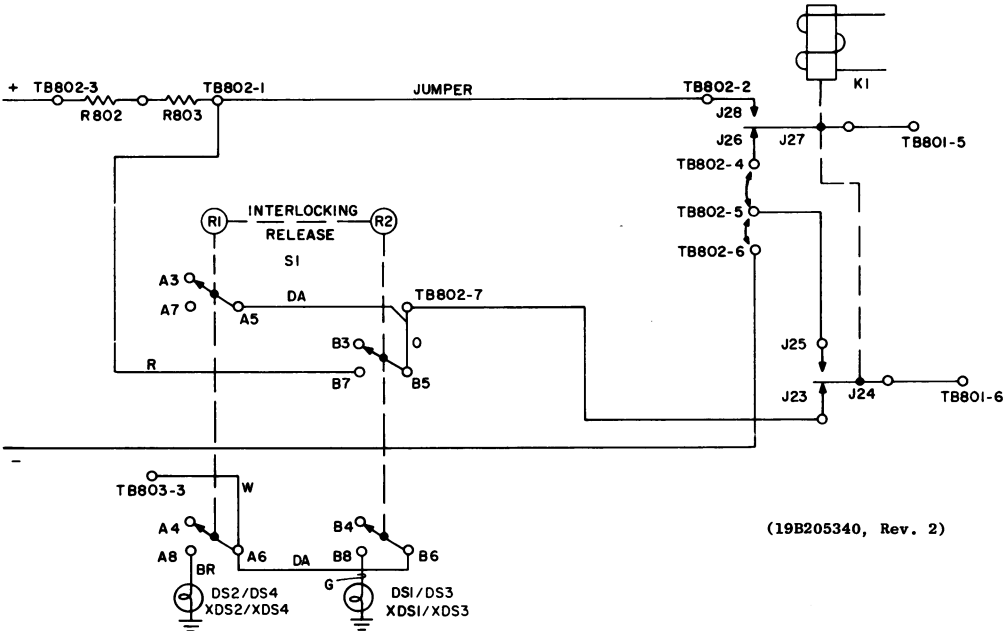 K1
+ TB802-3 TB802-1 JUMPER TB802-2
R802 R803
J28
J26 J27 TB801-5
TB802-4
TB802-5
TB802-6
R1 INTERLOCKING R2
RELEASE
S1
A3 DA TB802-7
A7 A5
B3 O
R B7 B5
J25
J23 J24 TB801-6
-
TB803-3 W
A4 B4
A8 A6 DA B8 B6
BR G
DS2/DS4 DS1/DS3
XDS2/XDS4 XDS1/XDS3
(19B205340, Rev. 2)